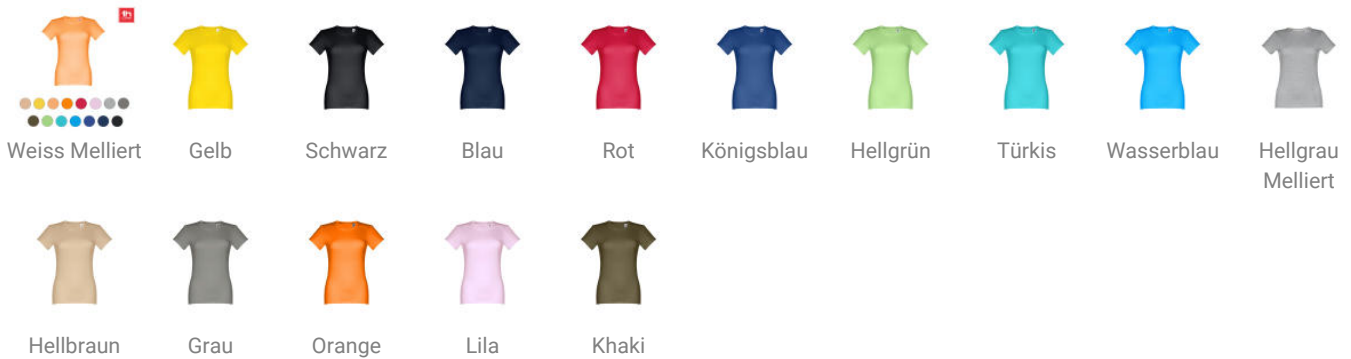 Weiss Melliert
Gelb
Schwarz
Blau
Rot
Königsblau
Hellgrün
Türkis
Wasserblau
Hellgrau
Melliert
Hellbraun
Grau
Orange
Lila
Khaki